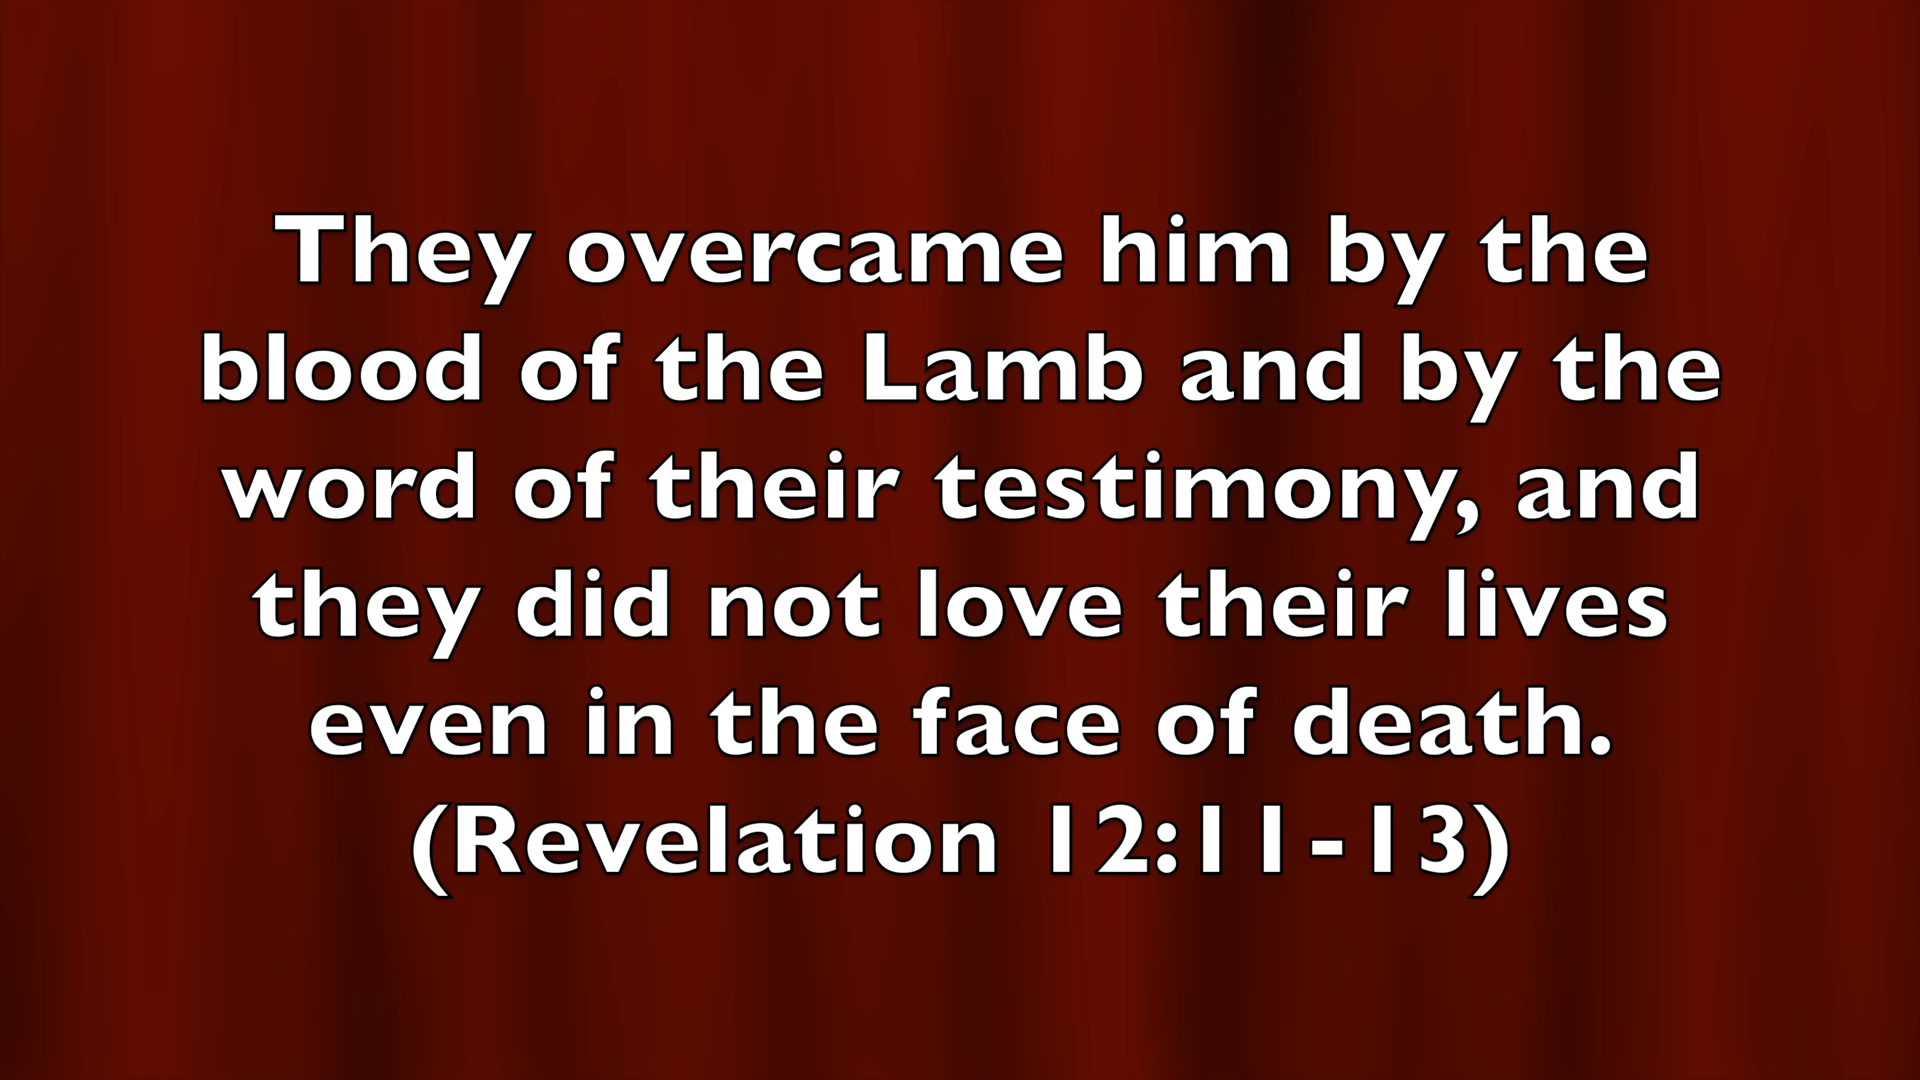 They overcame him by the
blood of the Lamb and by the
word of their testimony, and
they did not love their lives
even in the face of death.
(Revelation 12:11-13)